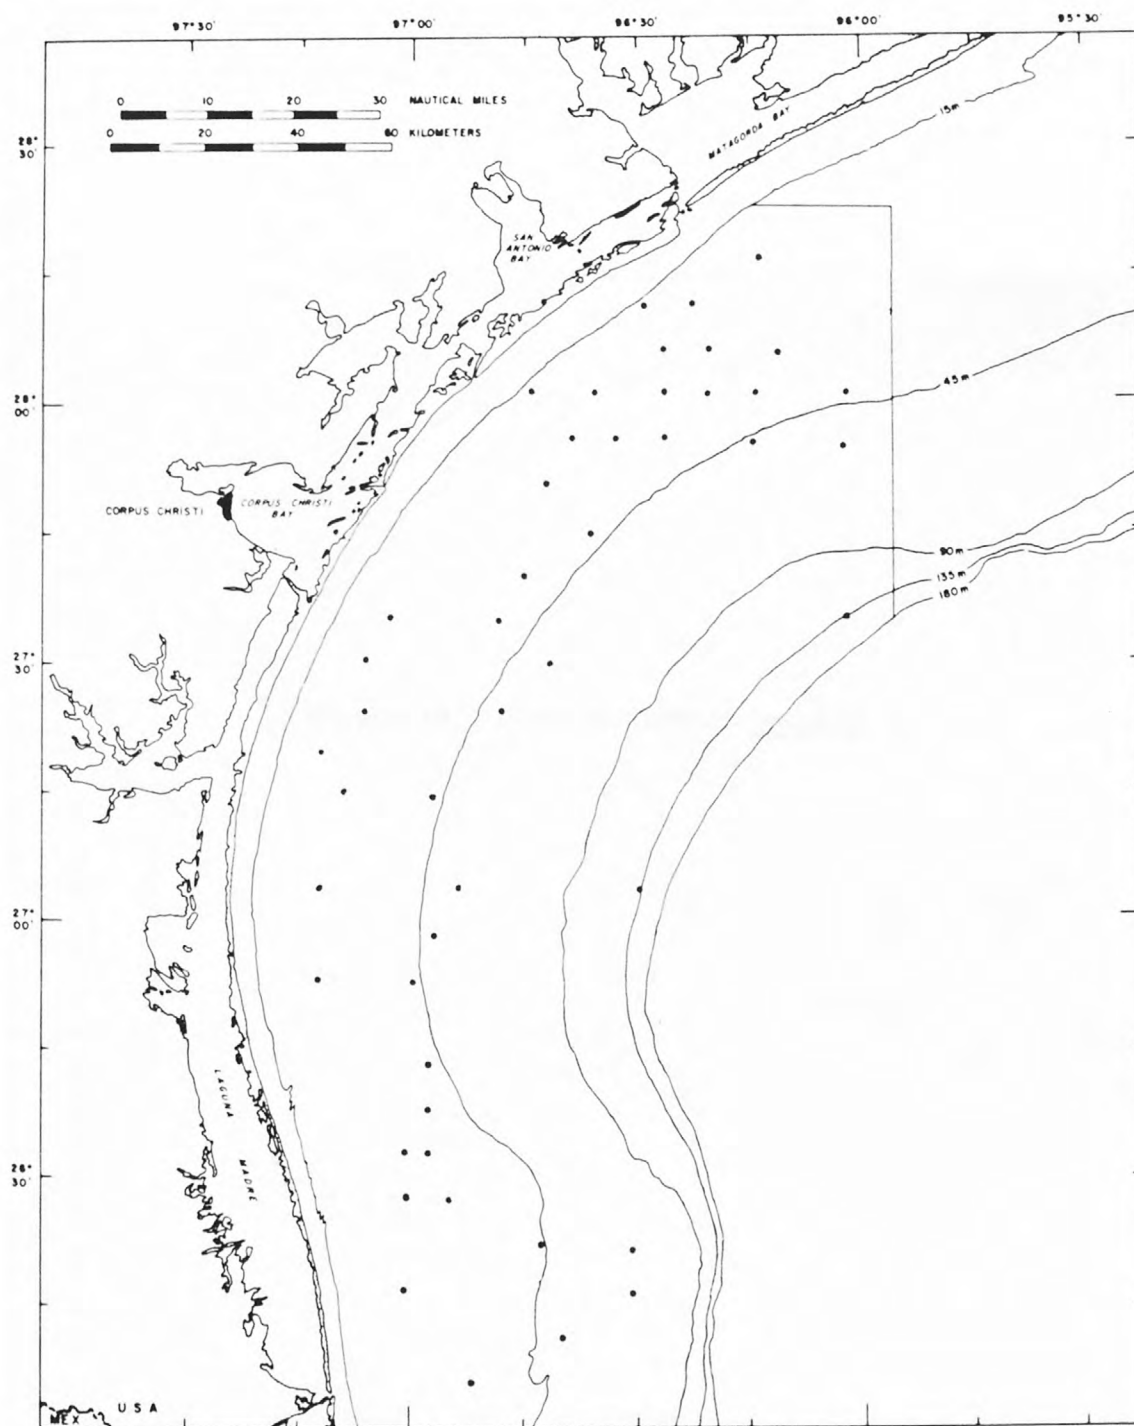 97°30'
97°00'
96°30'
96°00'
95°30'
0 10 20 30 NAUTICAL MILES
0 20 40 60 KILOMETERS
28°
30'
MATAGORDA BAY
15m
SAN
ANTONIO
BAY
28°
00'
45m
CORPUS CHRISTI
CORPUS CHRISTI
BAY
90m
135m
180m
27°
30'
27°
00'
LAGUNA
MADRE
26°
30'
USA
MEX